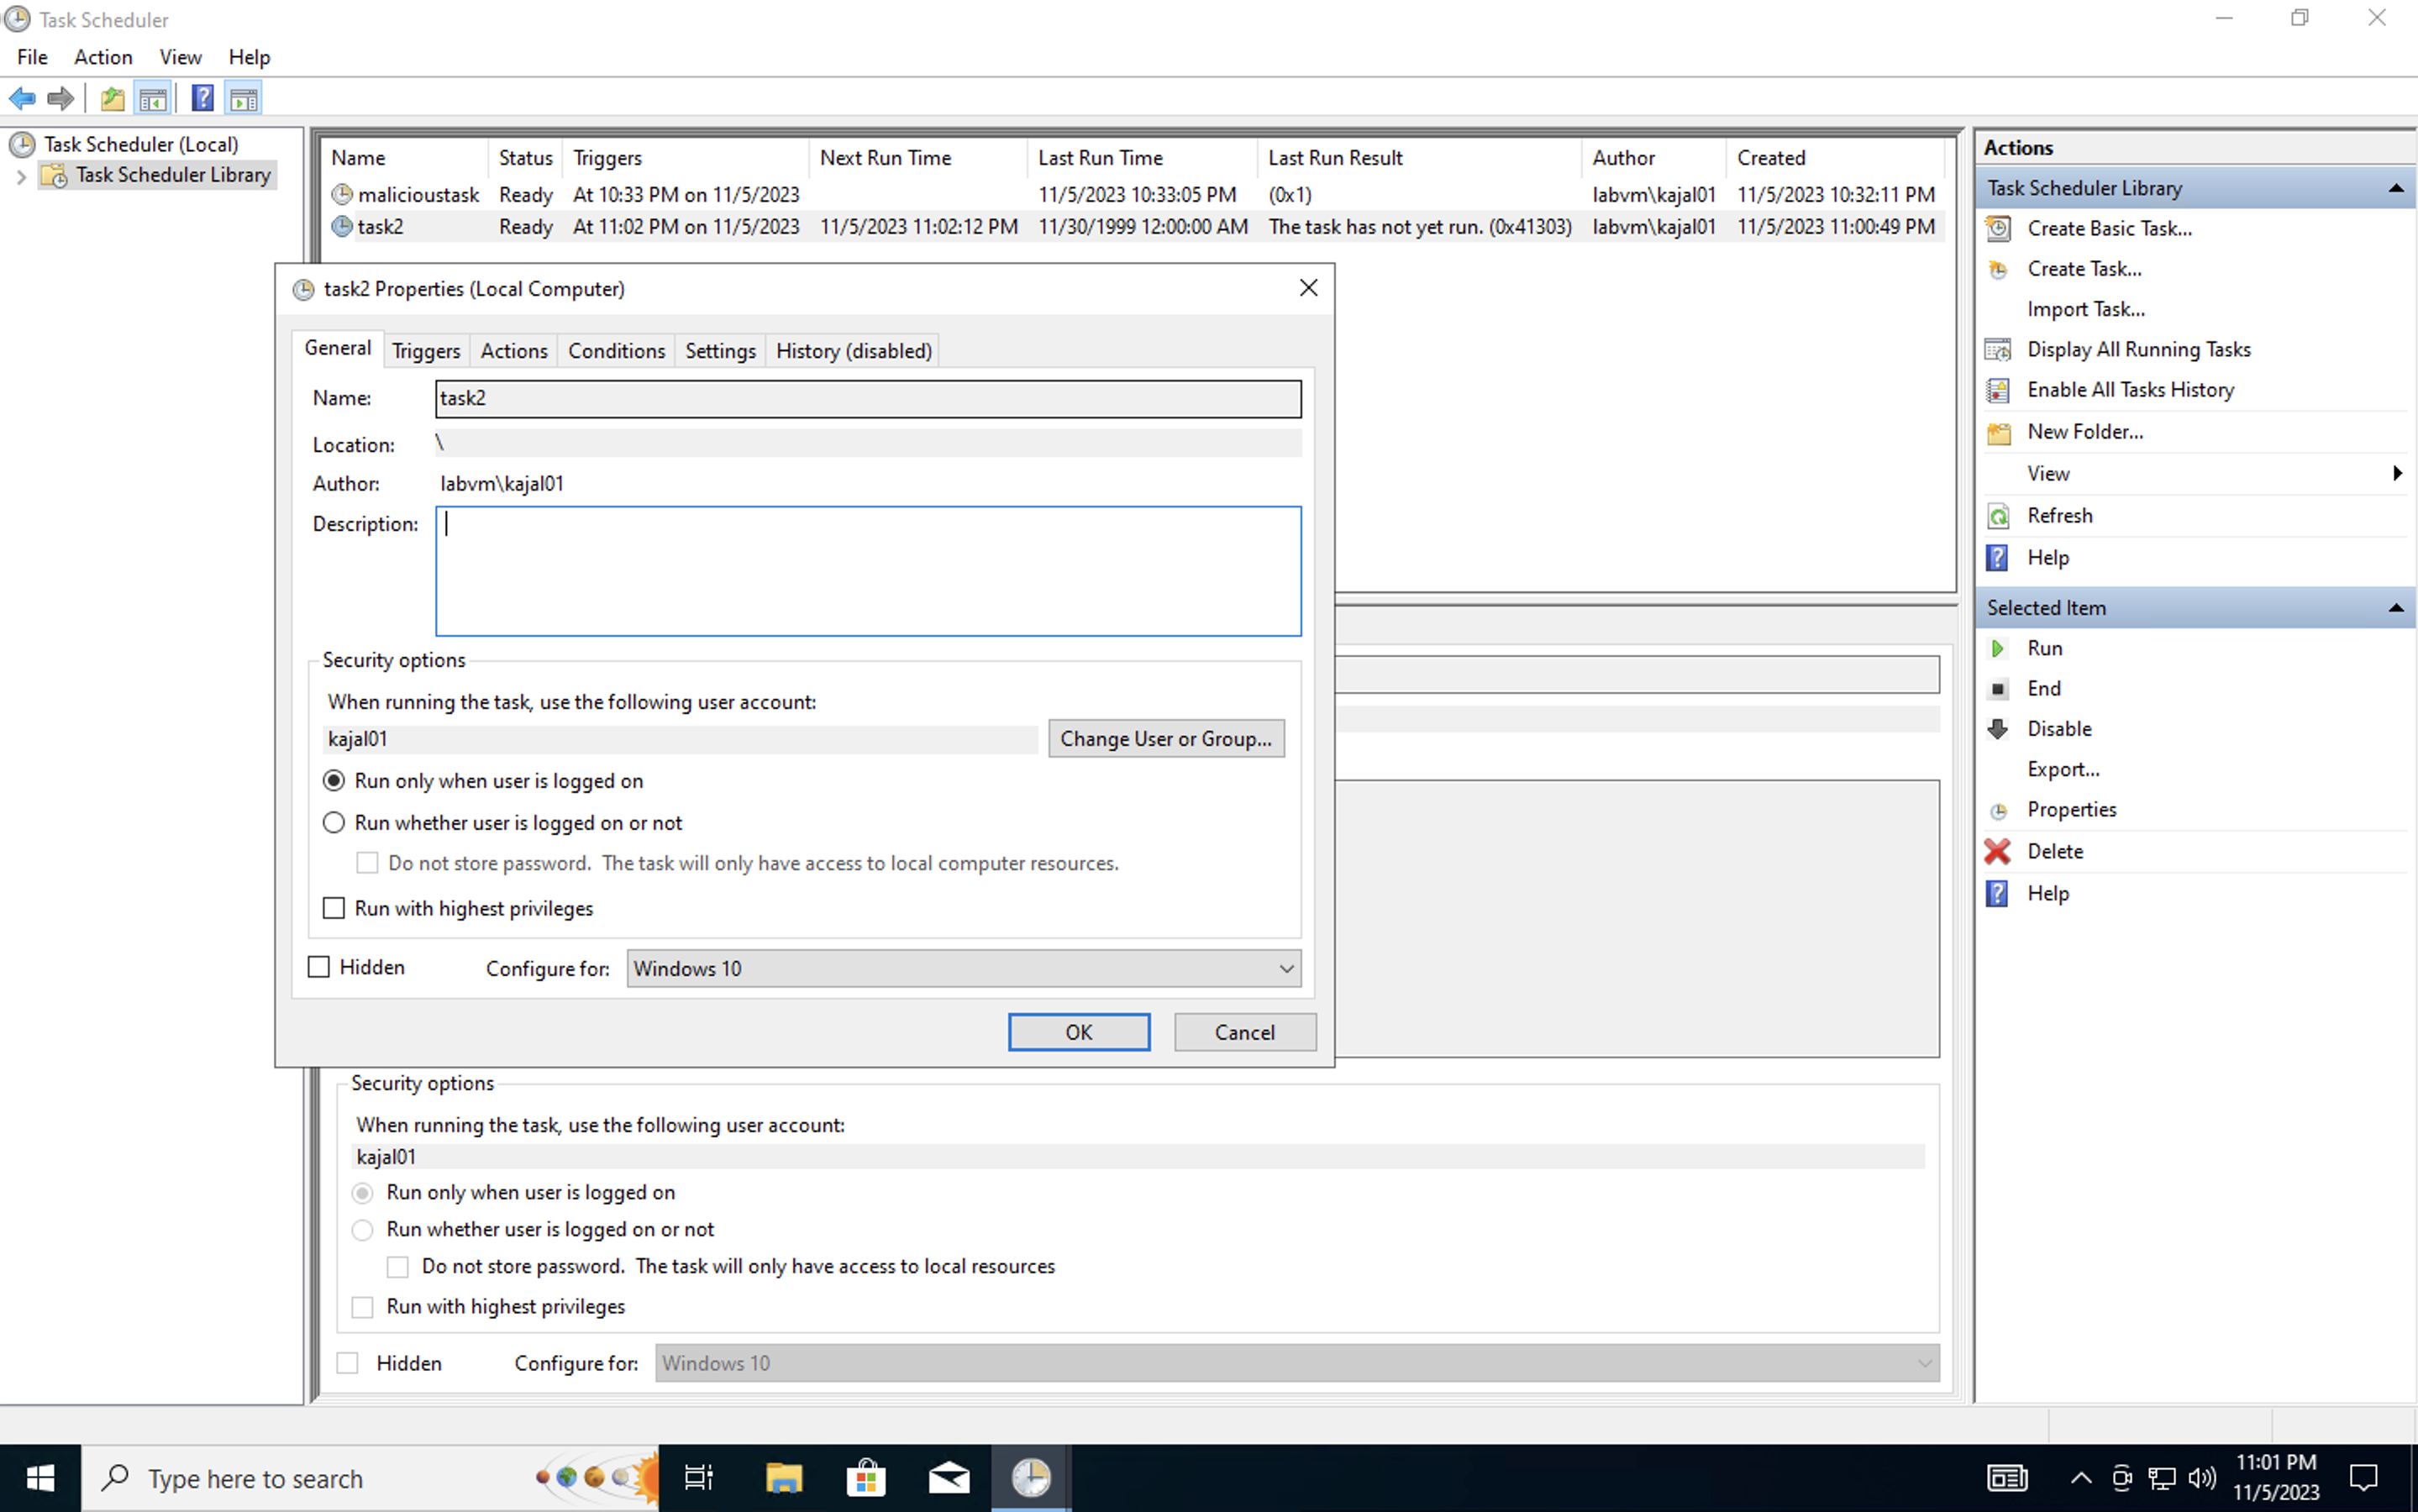 Task Scheduler
File Action View Help
Task Scheduler (Local)
Task Scheduler Library
Name Status Triggers Next Run Time Last Run Time Last Run Result Author Created
malicioustask Ready At 10:33 PM on 11/5/2023 11/5/2023 10:33:05 PM (0x1) labvm\kajal01 11/5/2023 10:32:11 PM
task2 Ready At 11:02 PM on 11/5/2023 11/5/2023 11:02:12 PM 11/30/1999 12:00:00 AM The task has not yet run. (0x41303) labvm\kajal01 11/5/2023 11:00:49 PM
task2 Properties (Local Computer)
General Triggers Actions Conditions Settings History (disabled)
Name: task2
Location: \
Author: labvm\kajal01
Description:
Security options
When running the task, use the following user account:
kajal01 Change User or Group...
Run only when user is logged on
Run whether user is logged on or not
Do not store password. The task will only have access to local computer resources.
Run with highest privileges
Hidden Configure for: Windows 10
OK Cancel
Security options
When running the task, use the following user account:
kajal01
Run only when user is logged on
Run whether user is logged on or not
Do not store password. The task will only have access to local resources
Run with highest privileges
Hidden Configure for: Windows 10
Actions
Task Scheduler Library
Create Basic Task...
Create Task...
Import Task...
Display All Running Tasks
Enable All Tasks History
New Folder...
View
Refresh
Help
Selected Item
Run
End
Disable
Export...
Properties
Delete
Help
Type here to search
11:01 PM
11/5/2023